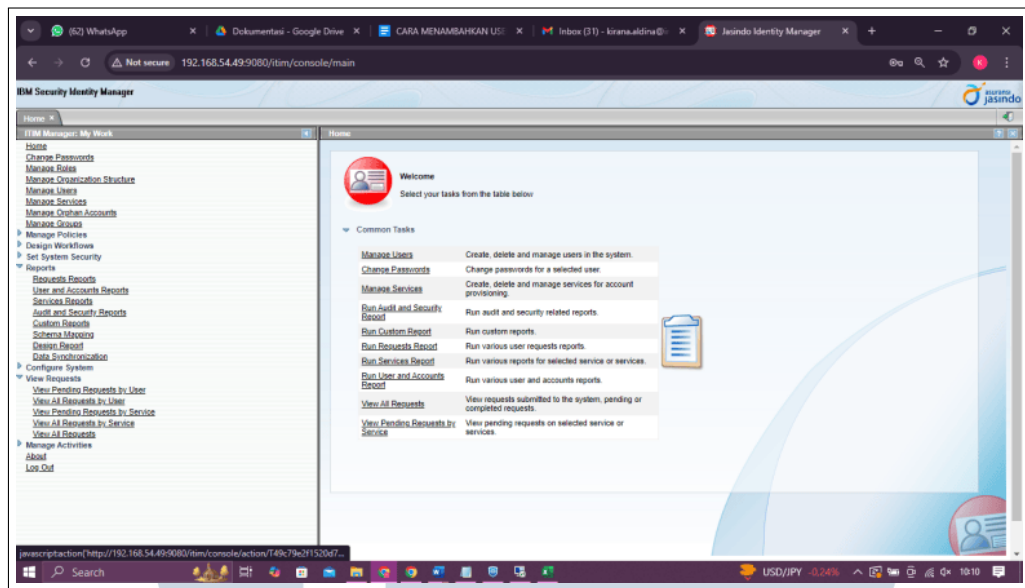 (62) WhatsApp
Dokumentasi - Google Drive
CARA MENAMBAHKAN US
Inbox (31) - kirana.aldina@
Jasindo Identity Manager
Not secure 192.168.54.49:9080/itim/console/main
K
IBM Security Identity Manager
asuransi
jasindo
Home
ITIM Manager: My Work
Home
Home
Change Passwords
Manage Roles
Manage Organization Structure
Manage Users
Manage Services
Manage Orphan Accounts
Manage Groups
Manage Policies
Design Workflows
Set System Security
Reports
Requests Reports
User and Accounts Reports
Services Reports
Audit and Security Reports
Custom Reports
Schema Mapping
Design Report
Data Synchronization
Configure System
View Requests
View Pending Requests by User
View All Requests by User
View Pending Requests by Service
View All Requests by Service
View All Requests
Manage Activities
About
Log Out
Welcome
Select your tasks from the table below
Common Tasks
Manage Users Create, delete and manage users in the system.
Change Passwords Change passwords for a selected user.
Manage Services Create, delete and manage services for account
provisioning.
Run Audit and Security
Report Run audit and security related reports.
Run Custom Report Run custom reports.
Run Requests Report Run various user requests reports.
Run Services Report Run various reports for selected service or services.
Run User and Accounts
Report Run various user and accounts reports.
View All Requests View requests submitted to the system, pending or
completed requests.
View Pending Requests by View pending requests on selected service or
Service services.
javascript:action('http://192.168.54.49:9080/itim/console/action/T49c79e2f1520d7...
Search
USD/JPY -0.24%
10:10